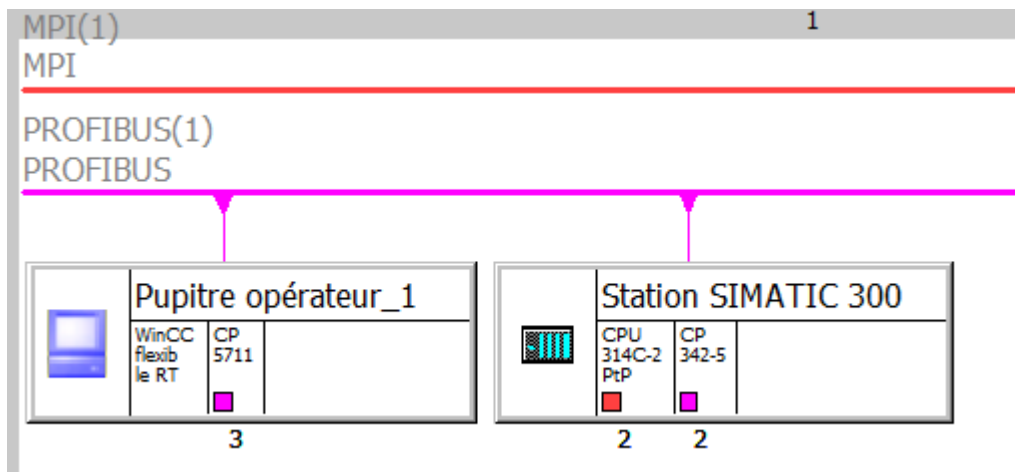 MPI(1)
1
MPI
PROFIBUS(1)
PROFIBUS
Pupitre opérateur_1
WinCC
flexib
le RT
CP
5711
3
Station SIMATIC 300
CPU
314C-2
PtP
CP
342-5
2
2